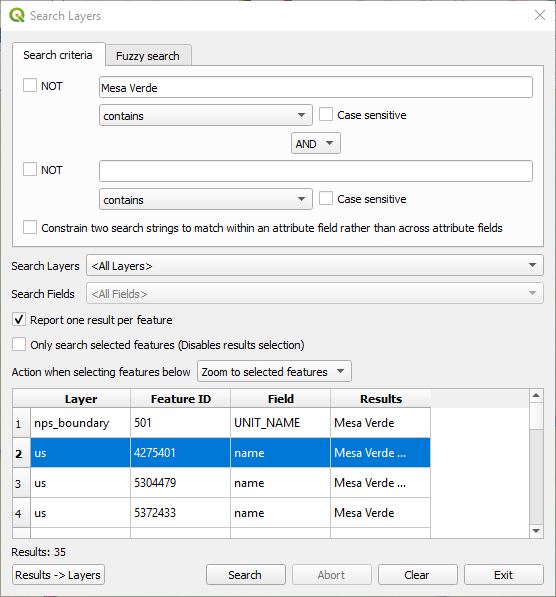 Search Layers
Search criteria
Fuzzy search
NOT
Mesa Verde
contains
Case sensitive
AND
NOT
contains
Case sensitive
Constrain two search strings to match within an attribute field rather than across attribute fields
Search Layers <All Layers>
Search Fields <All Fields>
Report one result per feature
Only search selected features (Disables results selection)
Action when selecting features below Zoom to selected features
Layer Feature ID Field Results
1 nps_boundary 501 UNIT_NAME Mesa Verde
2 us 4275401 name Mesa Verde ...
3 us 5304479 name Mesa Verde ...
4 us 5372433 name Mesa Verde
Results: 35
Results -> Layers Search Abort Clear Exit